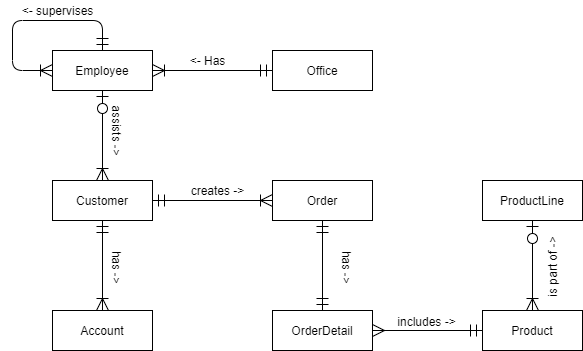 <- supervises
Employee
<- Has
Office
assists ->
Customer
creates ->
Order
ProductLine
has ->
has ->
is part of ->
Account
OrderDetail
includes ->
Product